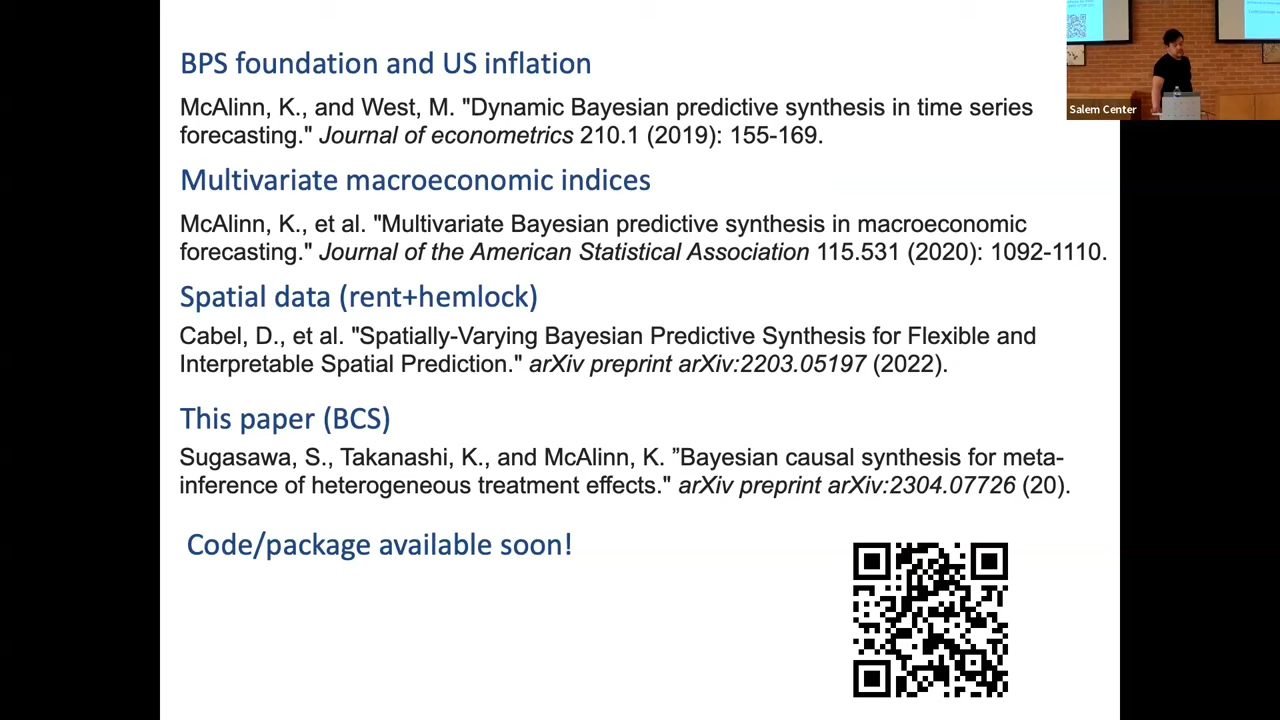 BPS foundation and US inflation
McAlinn, K., and West, M. "Dynamic Bayesian predictive synthesis in time series
forecasting." Journal of econometrics 210.1 (2019): 155-169.
Multivariate macroeconomic indices
McAlinn, K., et al. "Multivariate Bayesian predictive synthesis in macroeconomic
forecasting." Journal of the American Statistical Association 115.531 (2020): 1092-1110.
Spatial data (rent+hemlock)
Cabel, D., et al. "Spatially-Varying Bayesian Predictive Synthesis for Flexible and
Interpretable Spatial Prediction." arXiv preprint arXiv:2203.05197 (2022).
This paper (BCS)
Sugasawa, S., Takanashi, K., and McAlinn, K. ”Bayesian causal synthesis for meta-
inference of heterogeneous treatment effects." arXiv preprint arXiv:2304.07726 (20).
Code/package available soon!
Salem Center